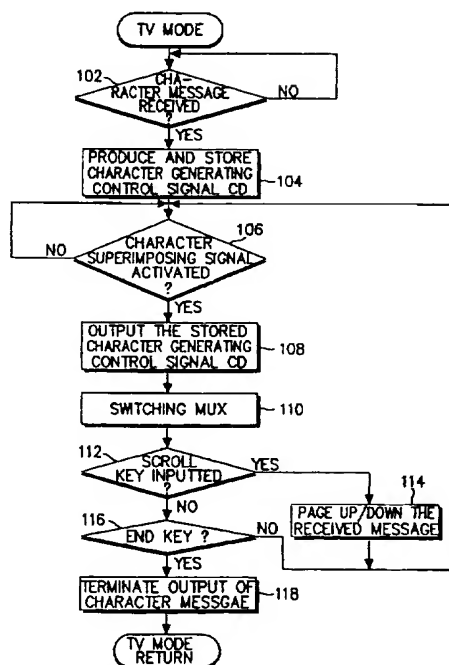 TV MODE
102
CHA-
RACTER MESSAGE
RECEIVED
?
NO
YES
PRODUCE AND STORE
CHARACTER GENERATING
CONTROL SIGNAL CD
104
106
NO
CHARACTER
SUPERIMPOSING SIGNAL
ACTIVATED
?
YES
OUTPUT THE STORED
CHARACTER GENERATING
CONTROL SIGNAL CD
108
SWITCHING MUX
110
112
SCROLL
KEY INPUTTED
?
YES
NO
114
PAGE UP/DOWN THE
RECEIVED MESSAGE
116
END KEY ?
NO
YES
TERMINATE OUTPUT OF
CHARACTER MESSGAE
118
TV MODE
RETURN